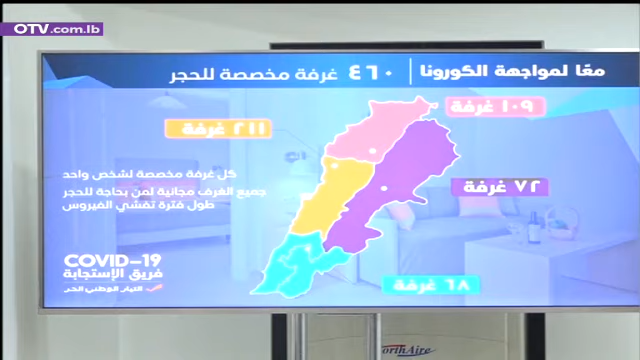 OTV.com.lb
معًا لمواجهة الكورونا | ٤٦٠ غرفة مخصصة للحجر
١٠٩ غرفة
٢١١ غرفة
٧٢ غرفة
٦٨ غرفة
كل غرفة مخصصة لشخص واحد
جميع الغرف مجانية لمن بحاجة للحجر
طول فترة تفشي الفيروس
COVID-19
فريق الإستجابة
التيار الوطني الحر
NorthAire